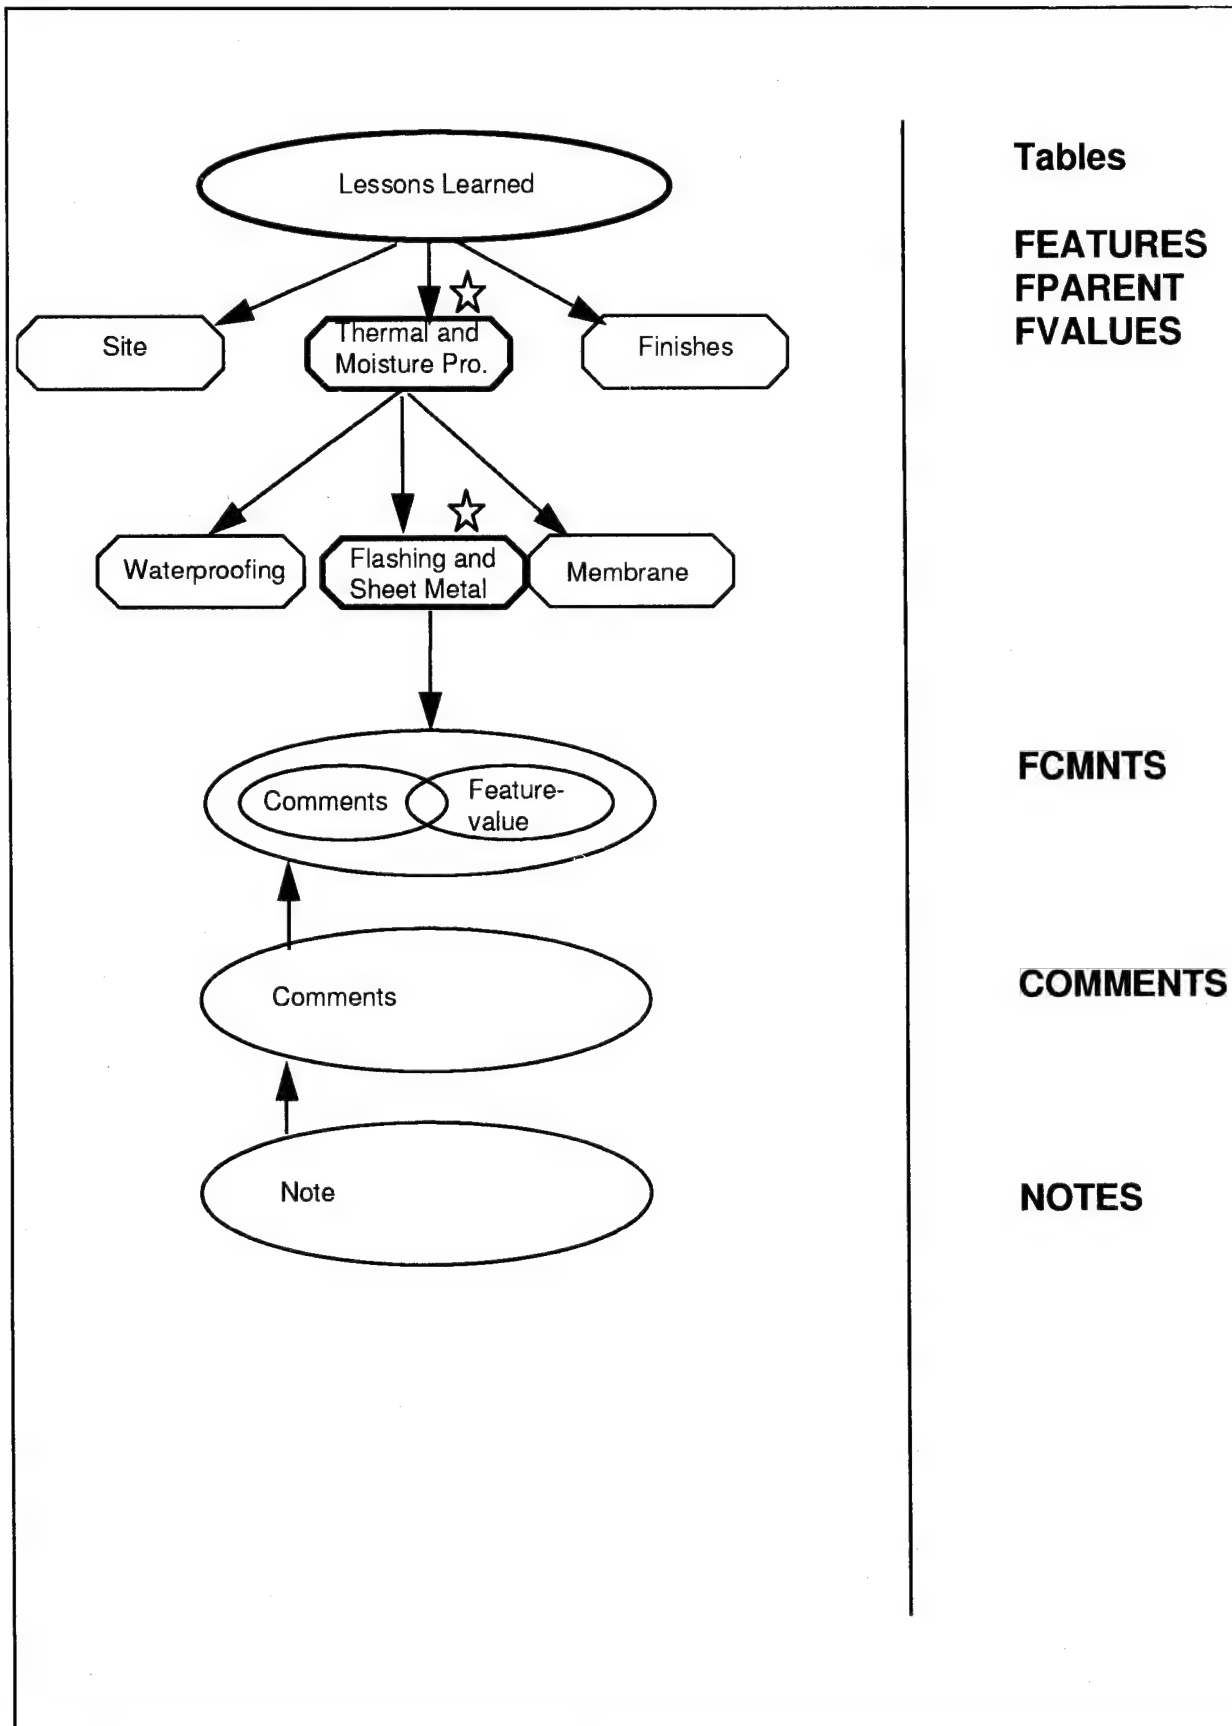 Tables
Lessons Learned
FEATURES
FPARENT
FVALUES
Site
Thermal and
Moisture Pro.
Finishes
Waterproofing
Flashing and
Sheet Metal
Membrane
FCMNTS
Comments
Feature-
value
COMMENTS
Comments
NOTES
Note